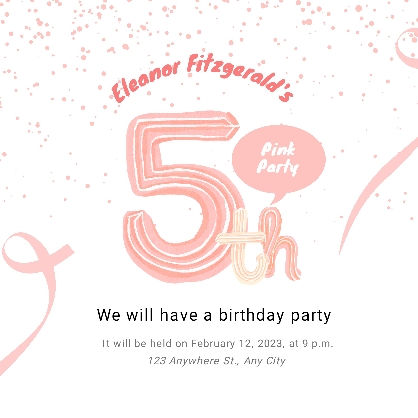 Eleanor Fitzgerald's
5th
Pink
Party
We will have a birthday party
It will be held on February 12, 2023, at 9 p.m.
123 Anywhere St., Any City